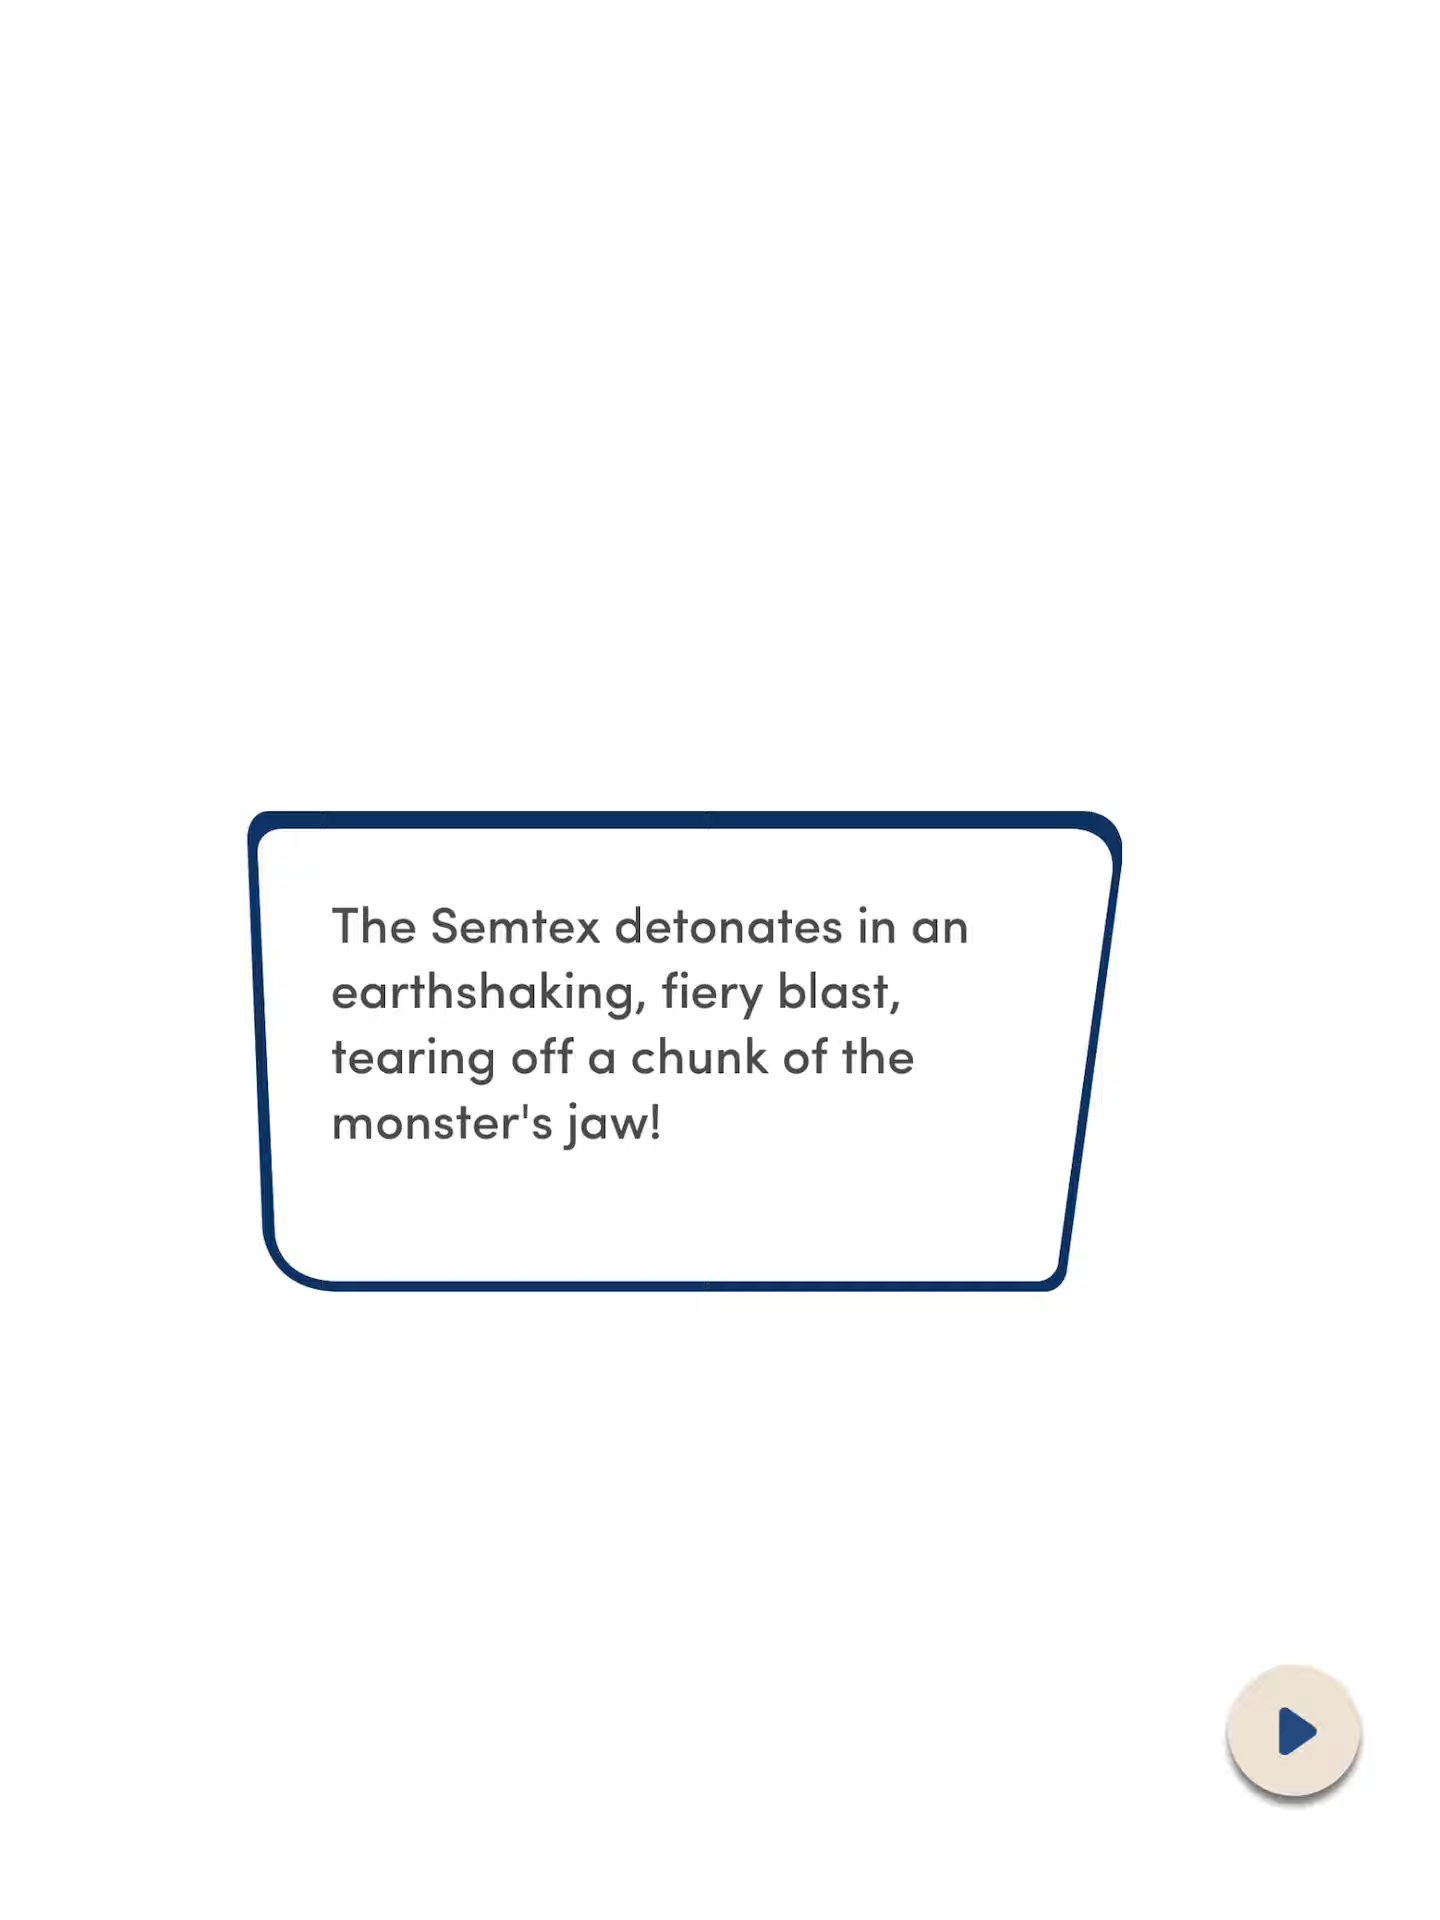 The Semtex detonates in an
earthshaking, fiery blast,
tearing off a chunk of the
monster's jaw!